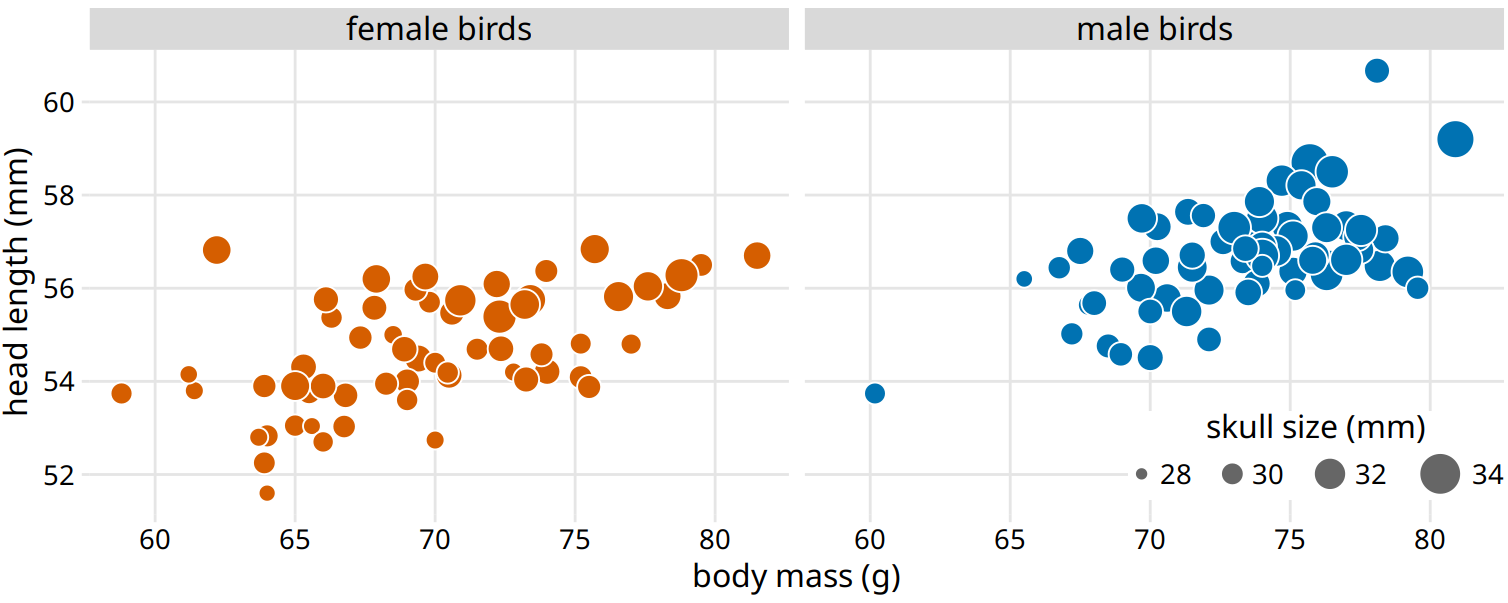 female birds
male birds
head length (mm)
60
58
56
54
52
skull size (mm)
28 30 32 34
60 65 70 75 80
60 65 70 75 80
body mass (g)